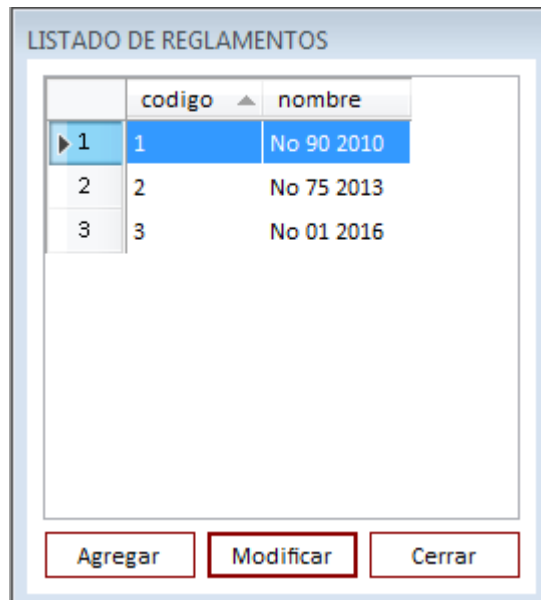 LISTADO DE REGLAMENTOS
codigo nombre
1 1 No 90 2010
2 2 No 75 2013
3 3 No 01 2016
Agregar Modificar Cerrar